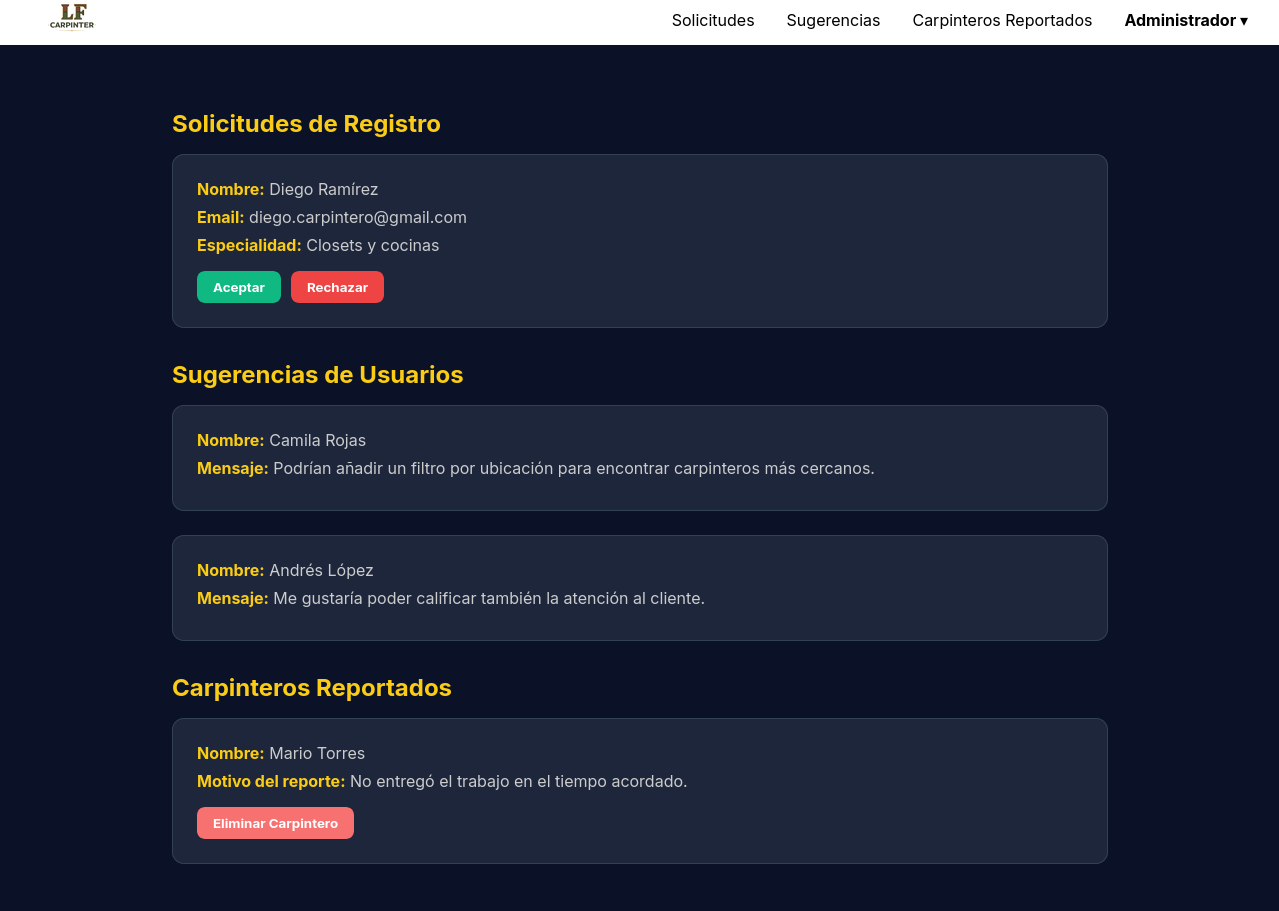 LF
CARPINTER
Solicitudes Sugerencias Carpinteros Reportados Administrador ▾
Solicitudes de Registro
Nombre: Diego Ramírez
Email: diego.carpintero@gmail.com
Especialidad: Closets y cocinas
Aceptar Rechazar
Sugerencias de Usuarios
Nombre: Camila Rojas
Mensaje: Podrían añadir un filtro por ubicación para encontrar carpinteros más cercanos.
Nombre: Andrés López
Mensaje: Me gustaría poder calificar también la atención al cliente.
Carpinteros Reportados
Nombre: Mario Torres
Motivo del reporte: No entregó el trabajo en el tiempo acordado.
Eliminar Carpintero